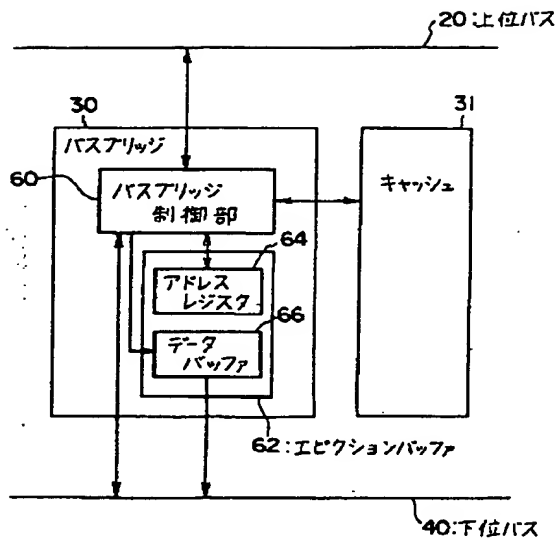 20:上位バス
30
31
バスブリッジ
キャッシュ
60
バスブリッジ
制御部
64
アドレス
レジスタ
66
データ
バッファ
62:エビクションバッファ
40:下位バス